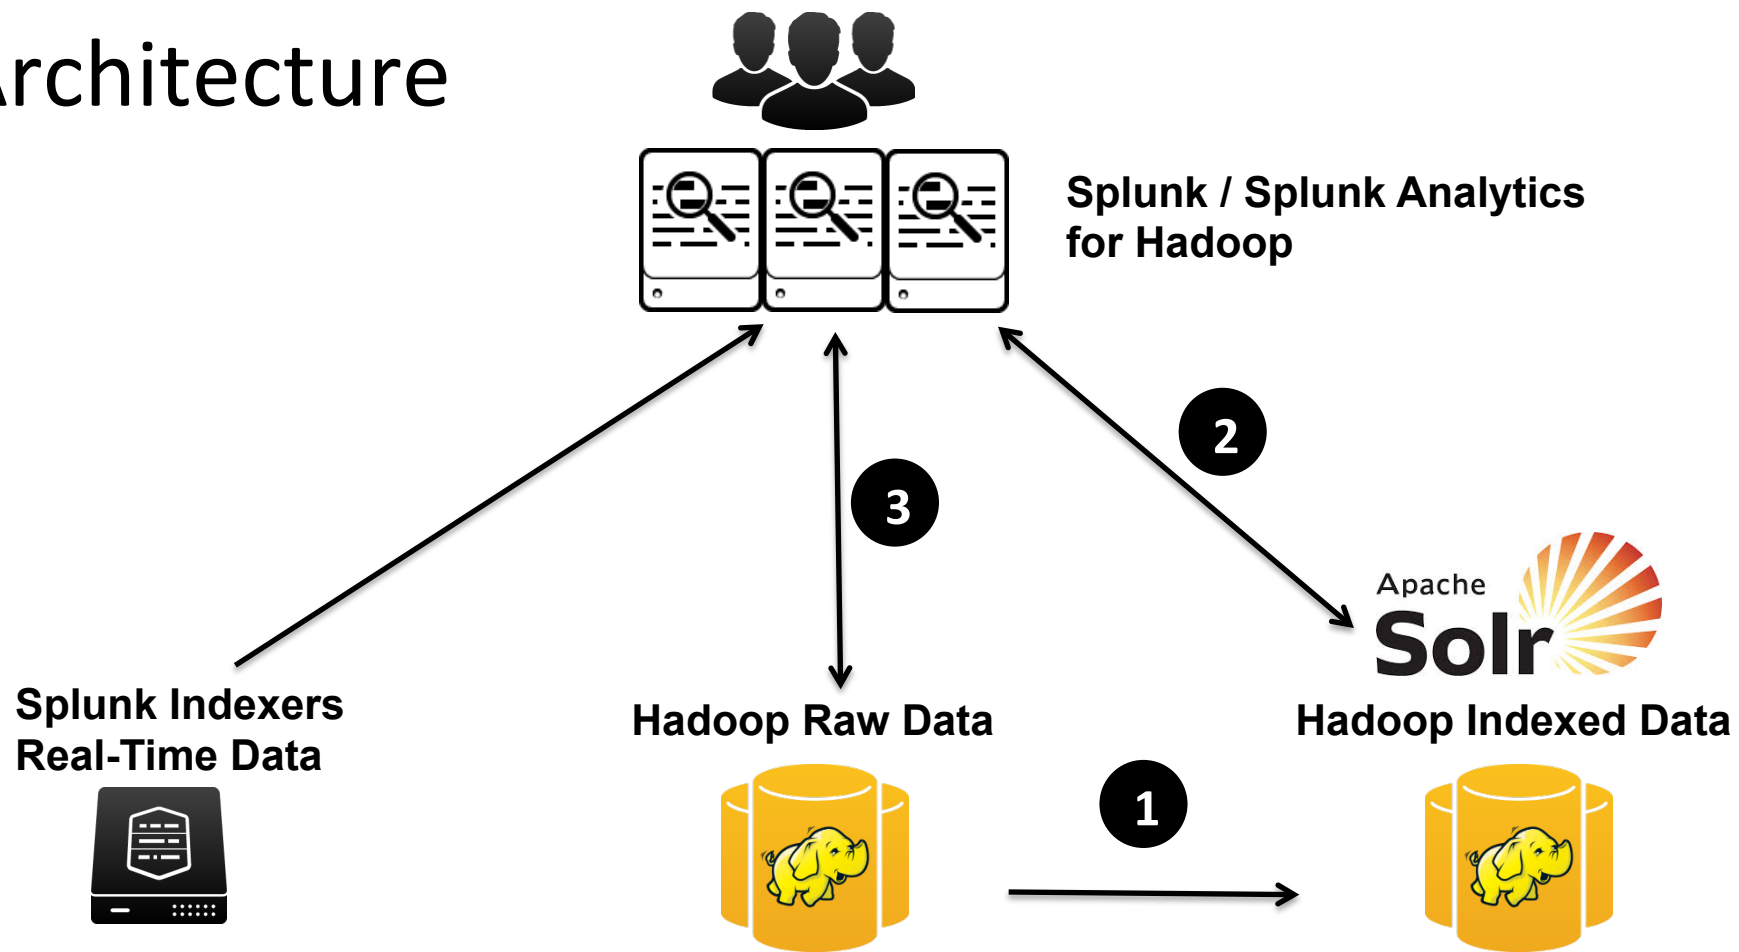 Architecture
Splunk / Splunk Analytics
for Hadoop
2
3
Apache
Solr
Splunk Indexers
Real-Time Data
Hadoop Raw Data
Hadoop Indexed Data
1